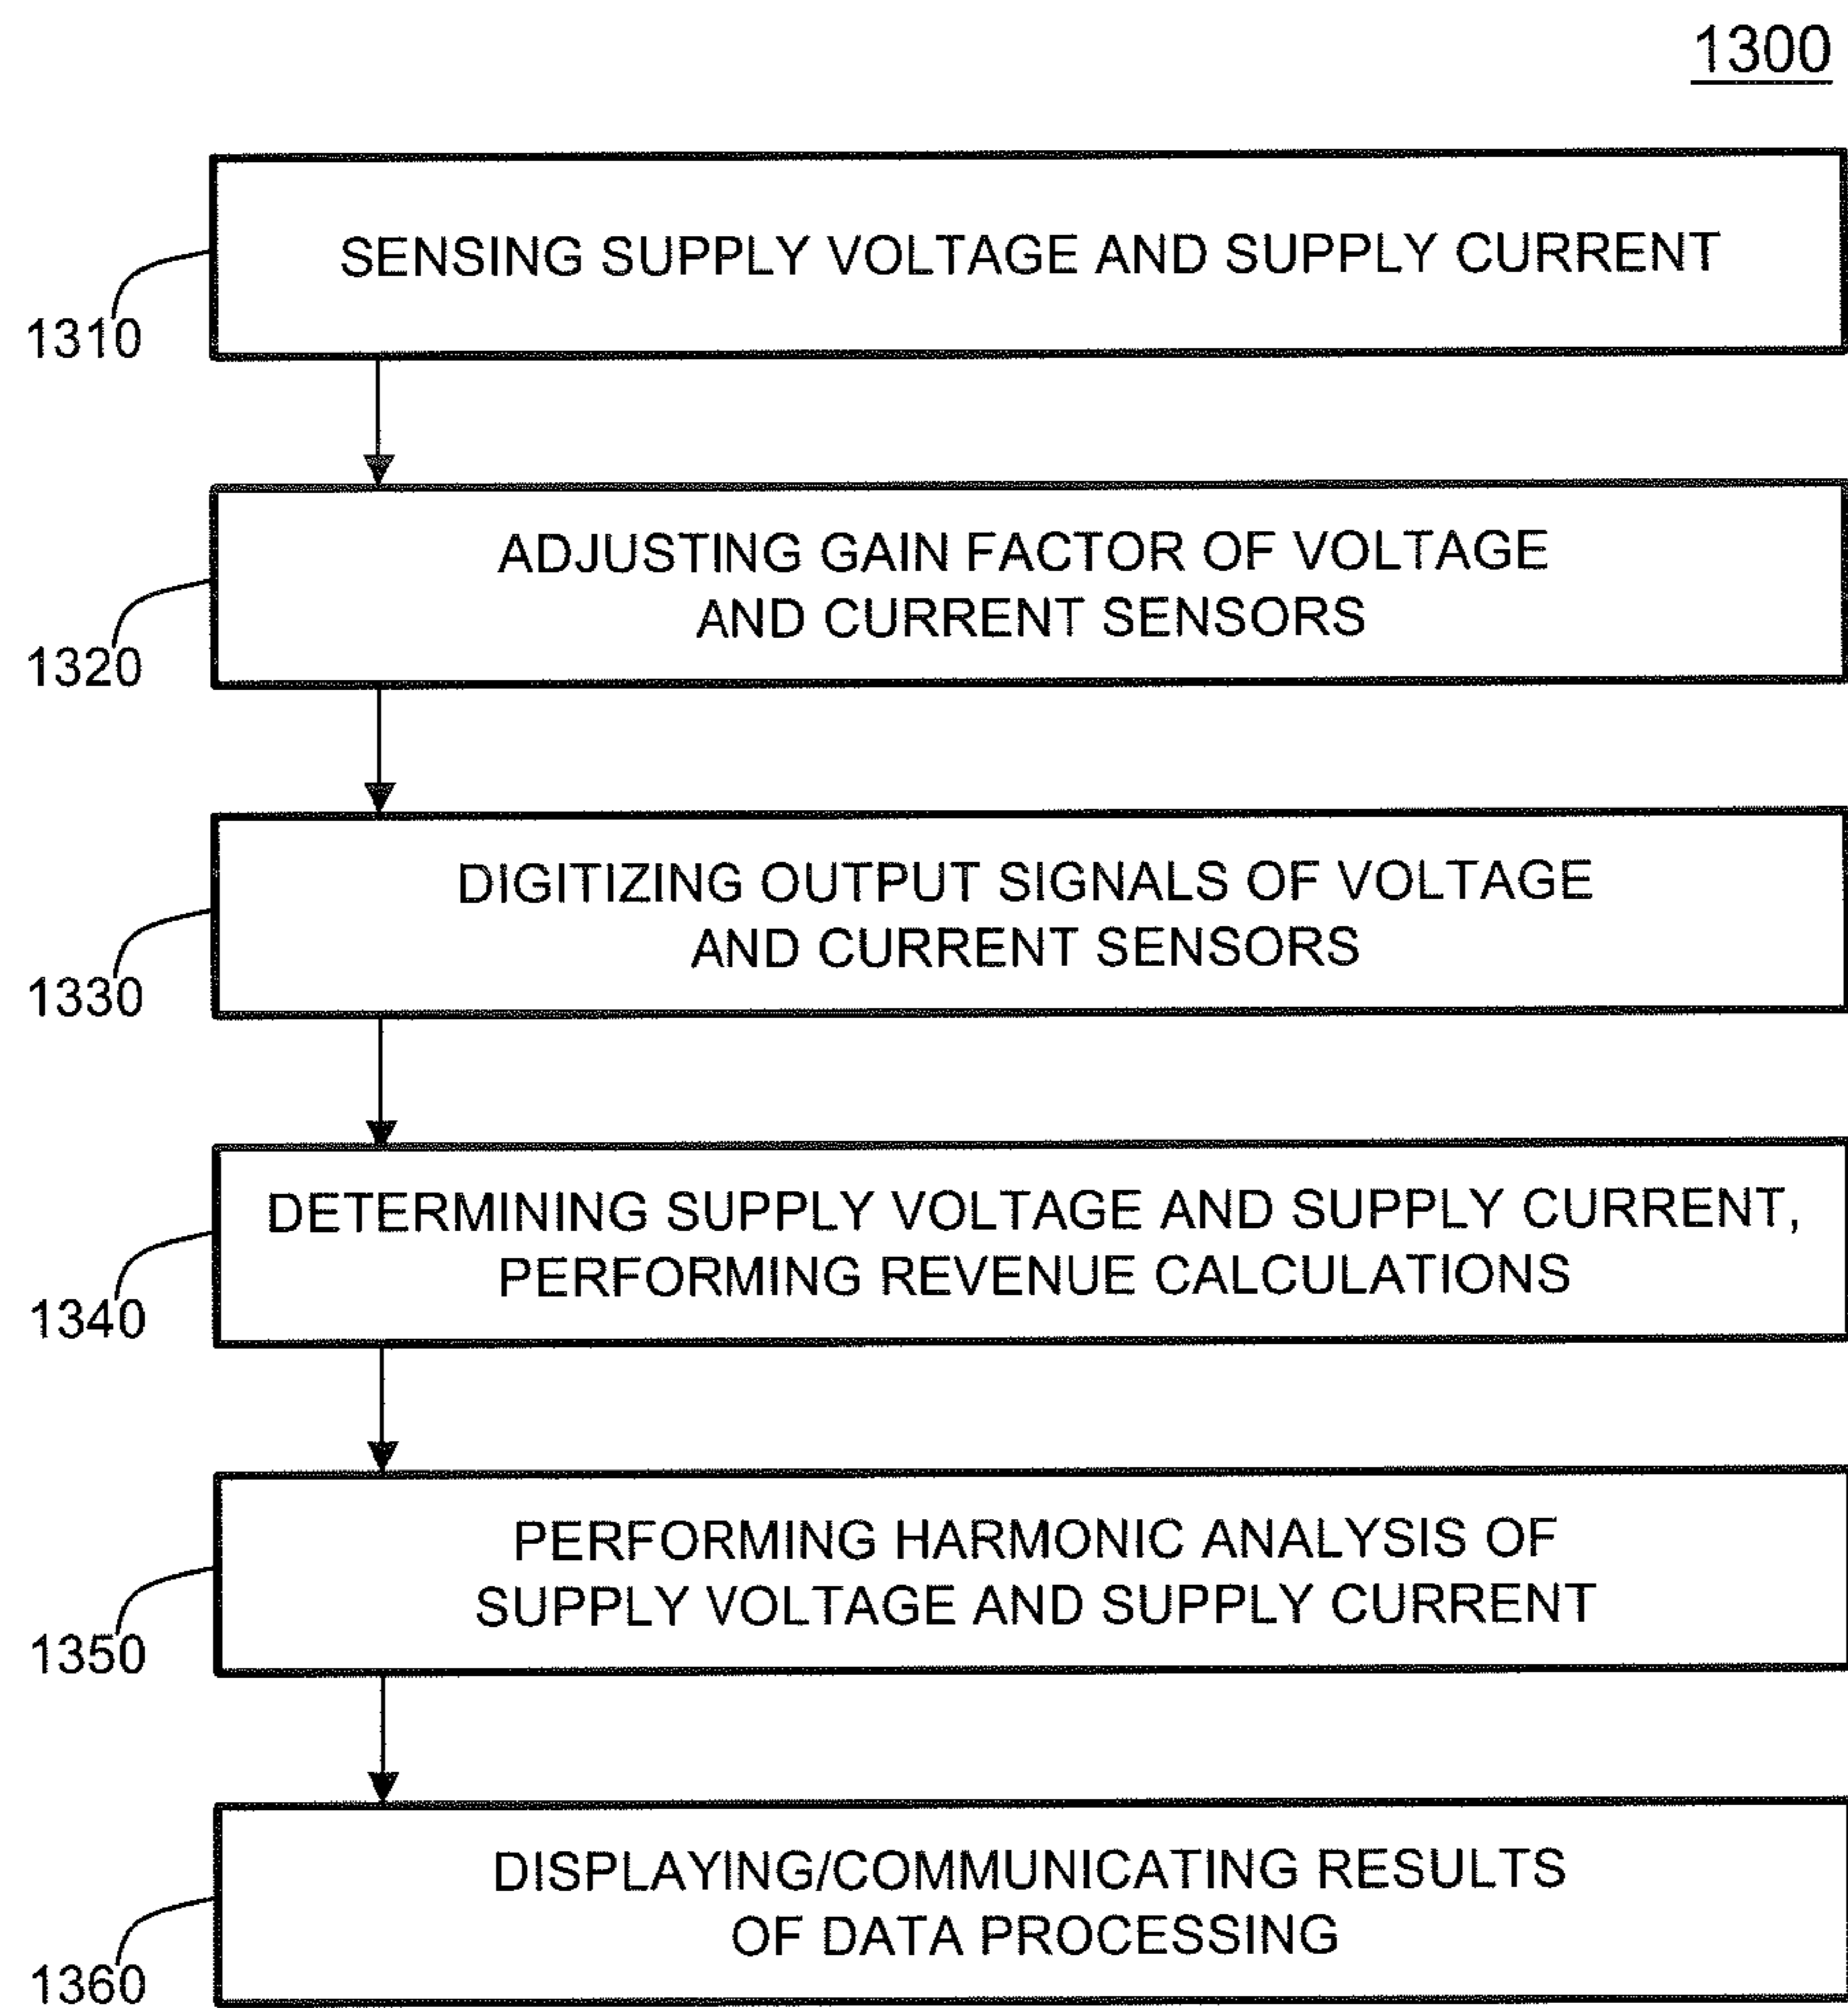 1300
SENSING SUPPLY VOLTAGE AND SUPPLY CURRENT
1310
ADJUSTING GAIN FACTOR OF VOLTAGE
AND CURRENT SENSORS
1320
DIGITIZING OUTPUT SIGNALS OF VOLTAGE
AND CURRENT SENSORS
1330
DETERMINING SUPPLY VOLTAGE AND SUPPLY CURRENT,
PERFORMING REVENUE CALCULATIONS
1340
PERFORMING HARMONIC ANALYSIS OF
SUPPLY VOLTAGE AND SUPPLY CURRENT
1350
DISPLAYING/COMMUNICATING RESULTS
OF DATA PROCESSING
1360